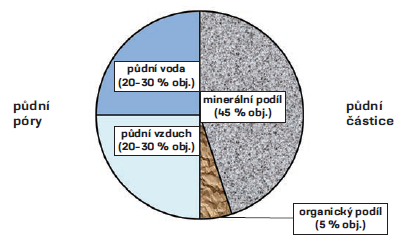 půdní voda
(20-30 % obj.)
minerální podíl
(45 % obj.)
půdní
póry
půdní
částice
půdní vzduch
(20-30 % obj.)
organický podíl
(5 % obj.)